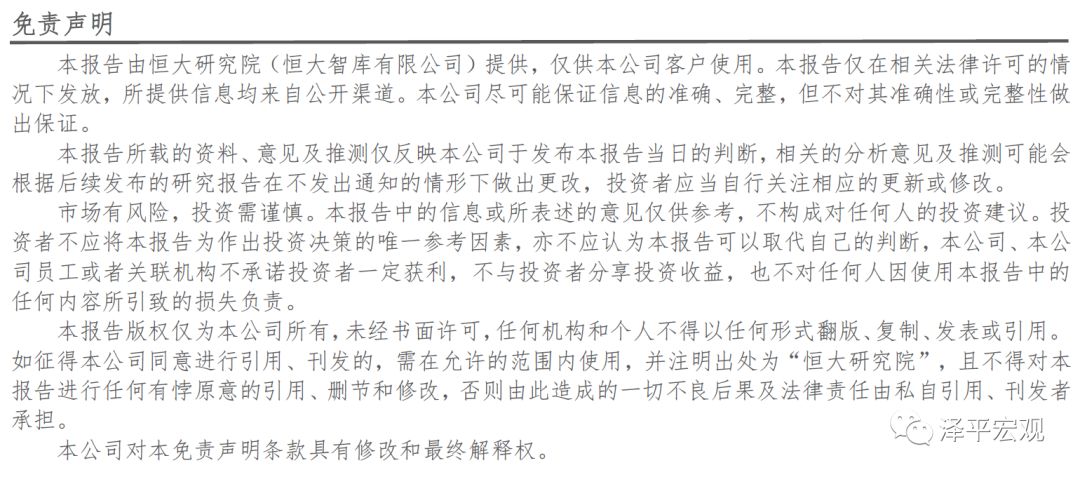 免责声明
本报告由恒大研究院（恒大智库有限公司）提供，仅供本公司客户使用。本报告仅在相关法律许可的情
况下发放，所提供信息均来自公开渠道。本公司尽可能保证信息的准确、完整，但不对其准确性或完整性做
出保证。
本报告所载的资料、意见及推测仅反映本公司于发布本报告当日的判断，相关的分析意见及推测可能会
根据后续发布的研究报告在不发出通知的情形下做出更改，投资者应当自行关注相应的更新或修改。
市场有风险，投资需谨慎。本报告中的信息或所表述的意见仅供参考，不构成对任何人的投资建议。投
资者不应将本报告为作出投资决策的唯一参考因素，亦不应认为本报告可以取代自己的判断，本公司、本公
司员工或者关联机构不承诺投资者一定获利，不与投资者分享投资收益，也不对任何人因使用本报告中的
任何内容所引致的损失负责。
本报告版权仅为本公司所有，未经书面许可，任何机构和个人不得以任何形式翻版、复制、发表或引用。
如征得本公司同意进行引用、刊发的，需在允许的范围内使用，并注明出处为“恒大研究院”，且不得对本
报告进行任何有悖原意的引用、删节和修改，否则由此造成的一切不良后果及法律责任由私自引用、刊发者
承担。
本公司对本免责声明条款具有修改和最终解释权。
泽平宏观